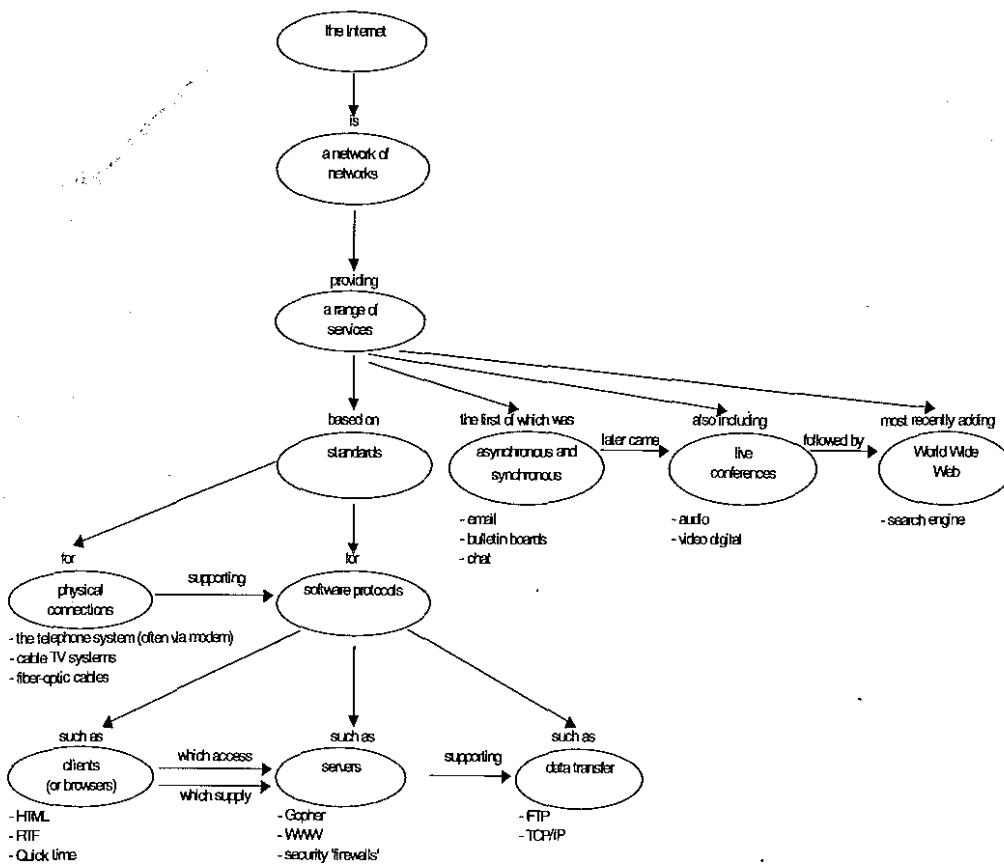 the Internet
is
a network of
networks
providing
a range of
services
based on
standards
the first of which was
asynchronous and
synchronous
- email
- bulletin boards
- chat
later came
also including
live
conferences
- audio
- video digital
followed by
most recently adding
World Wide
Web
- search engine
for
physical
connections
- the telephone system (often via modem)
- cable TV systems
- fiber-optic cables
supporting
for
software protocols
such as
clients
(or browsers)
- HTML
- RTF
- Quick time
which access
which supply
such as
servers
- Gopher
- WWW
- security 'firewalls'
supporting
such as
data transfer
- FTP
- TCP/IP